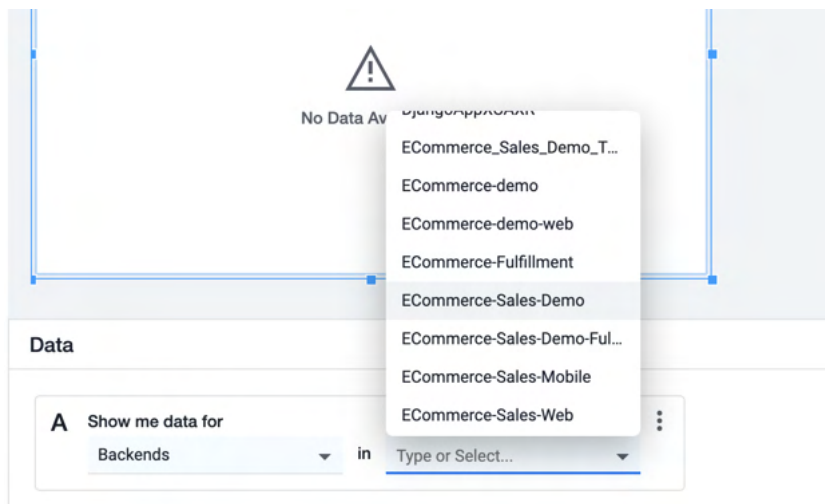 No Data Av
DjangoAppXCAXR
ECommerce_Sales_Demo_T...
ECommerce-demo
ECommerce-demo-web
ECommerce-Fulfillment
ECommerce-Sales-Demo
ECommerce-Sales-Demo-Ful...
ECommerce-Sales-Mobile
ECommerce-Sales-Web
Data
A Show me data for
Backends in Type or Select...